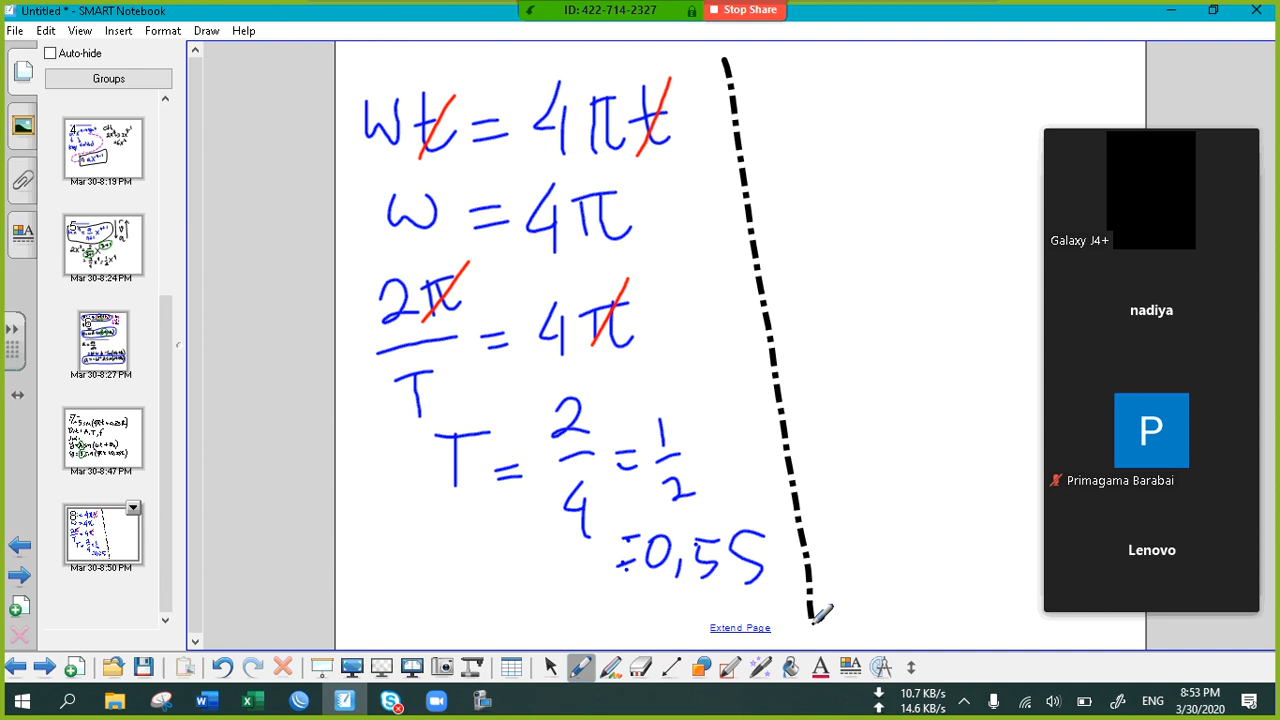 Untitled * - SMART Notebook
ID: 422-714-2327
Stop Share
File Edit View Insert Format Draw Help
Auto-hide
Groups
Mar 30-8:19 PM
Mar 30-8:24 PM
Mar 30-8:27 PM
Mar 30-8:47 PM
Mar 30-8:50 PM
wt = 4πt
w = 4π
2π/T = 4π
T = 2/4 = 1/2
= 0,5 S
Extend Page
Galaxy J4+
nadiya
P
Primagama Barabai
Lenovo
10.7 KB/s
14.6 KB/s
ENG
8:53 PM
3/30/2020